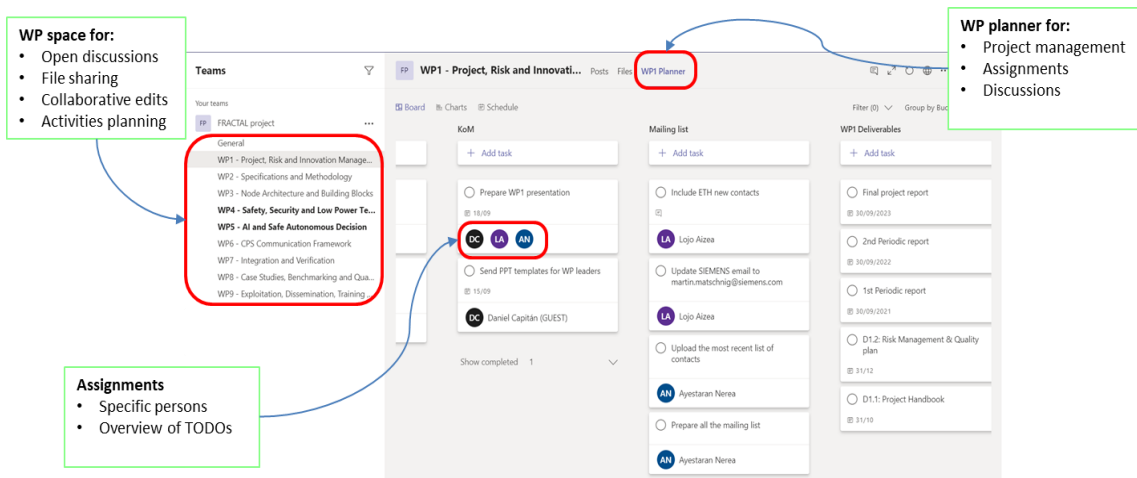 WP space for:
• Open discussions
• File sharing
• Collaborative edits
• Activities planning
WP planner for:
• Project management
• Assignments
• Discussions
Teams
Your teams
FP FRACTAL project ...
General
WP1 - Project, Risk and Innovation Manage...
WP2 - Specifications and Methodology
WP3 - Node Architecture and Building Blocks
WP4 - Safety, Security and Low Power Te...
WP5 - AI and Safe Autonomous Decision
WP6 - CPS Communication Framework
WP7 - Integration and Verification
WP8 - Case Studies, Benchmarking and Qua...
WP9 - Exploitation, Dissemination, Training ...
FP WP1 - Project, Risk and Innovati... Posts Files WP1 Planner
Board Charts Schedule Filter (0) Group by Buc
KoM
+ Add task
Prepare WP1 presentation
18/09
DC LA AN
Send PPT templates for WP leaders
15/09
DC Daniel Capitán (GUEST)
Show completed 1
Mailing list
+ Add task
Include ETH new contacts
LA Lojo Aizea
Update SIEMENS email to
martin.matschnig@siemens.com
LA Lojo Aizea
Upload the most recent list of
contacts
AN Ayestaran Nerea
Prepare all the mailing list
AN Ayestaran Nerea
WP1 Deliverables
+ Add task
Final project report
30/09/2023
2nd Periodic report
30/09/2022
1st Periodic report
30/09/2021
D1.2: Risk Management & Quality
plan
31/12
D1.1: Project Handbook
31/10
Assignments
• Specific persons
• Overview of TODOs